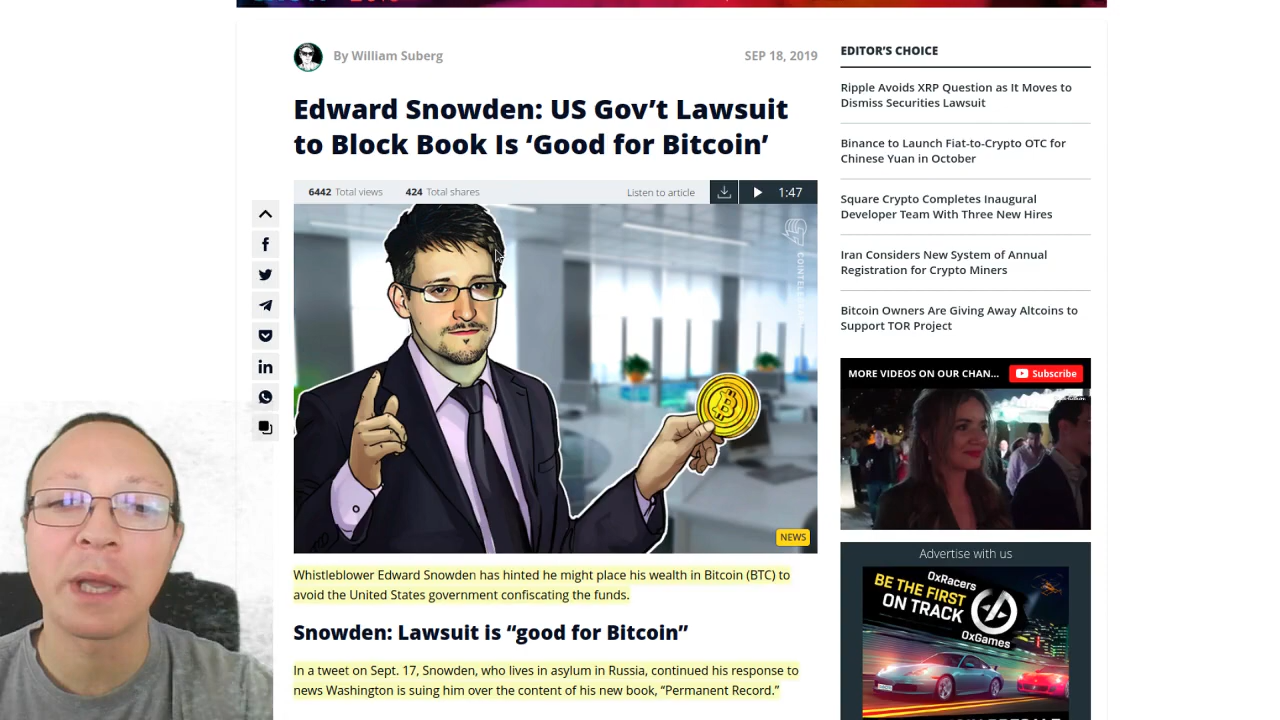 By William Suberg
SEP 18, 2019
Edward Snowden: US Gov’t Lawsuit
to Block Book Is ‘Good for Bitcoin’
6442 Total views
424 Total shares
Listen to article
1:47
COINTELEGRAPH
NEWS
Whistleblower Edward Snowden has hinted he might place his wealth in Bitcoin (BTC) to
avoid the United States government confiscating the funds.
Snowden: Lawsuit is “good for Bitcoin”
In a tweet on Sept. 17, Snowden, who lives in asylum in Russia, continued his response to
news Washington is suing him over the content of his new book, “Permanent Record.”
EDITOR’S CHOICE
Ripple Avoids XRP Question as It Moves to
Dismiss Securities Lawsuit
Binance to Launch Fiat-to-Crypto OTC for
Chinese Yuan in October
Square Crypto Completes Inaugural
Developer Team With Three New Hires
Iran Considers New System of Annual
Registration for Crypto Miners
Bitcoin Owners Are Giving Away Altcoins to
Support TOR Project
MORE VIDEOS ON OUR CHAN...
Subscribe
Advertise with us
0xRacers
BE THE FIRST
ON TRACK
0xGames